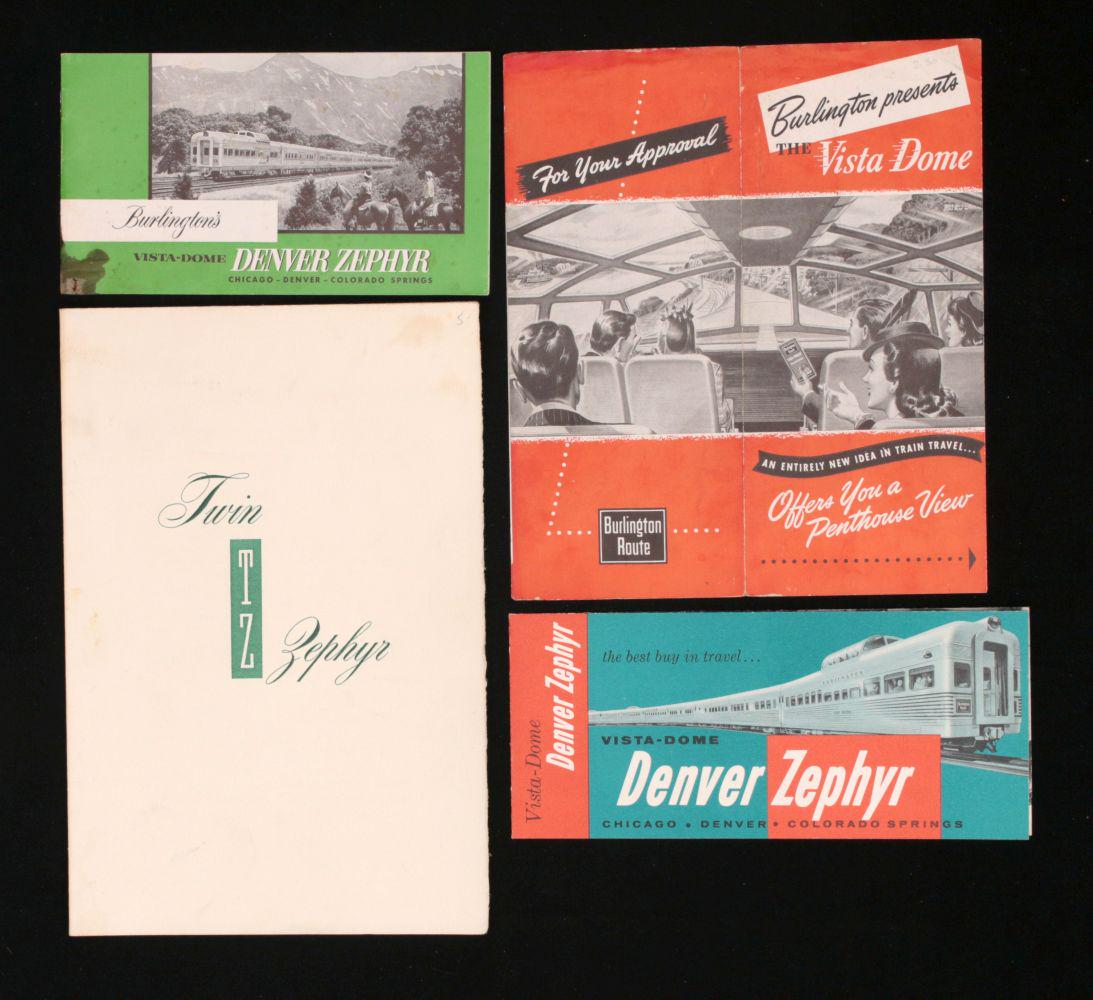 Burlington's
VISTA-DOME DENVER ZEPHYR
CHICAGO - DENVER - COLORADO SPRINGS
For Your Approval
Burlington
Route
Burlington presents
THE Vista Dome
AN ENTIRELY NEW IDEA IN TRAIN TRAVEL...
Offers You a
Penthouse View
Twin
TZ
Zephyr
Vista-Dome
Denver Zephyr
the best buy in travel...
BURLINGTON
VISTA-DOME
Denver Zephyr
CHICAGO • DENVER • COLORADO SPRINGS